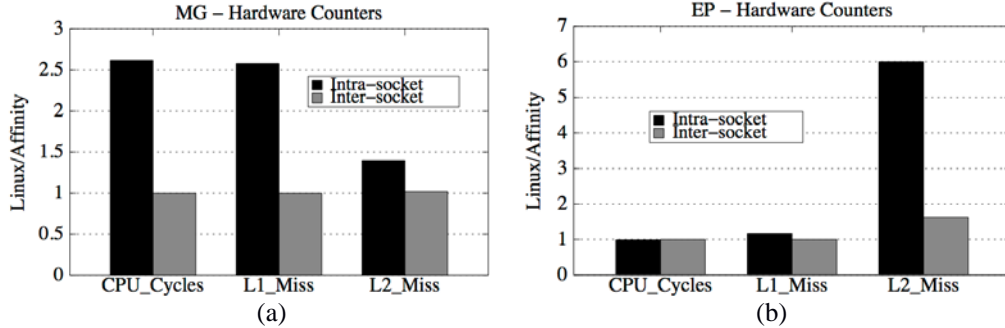 MG – Hardware Counters
3
2.5
2
1.5
1
0.5
0
Linux/Affinity
Intra–socket
Inter–socket
CPU_Cycles L1_Miss L2_Miss
(a)
EP – Hardware Counters
7
6
5
4
3
2
1
0
Linux/Affinity
Intra–socket
Inter–socket
CPU_Cycles L1_Miss L2_Miss
(b)